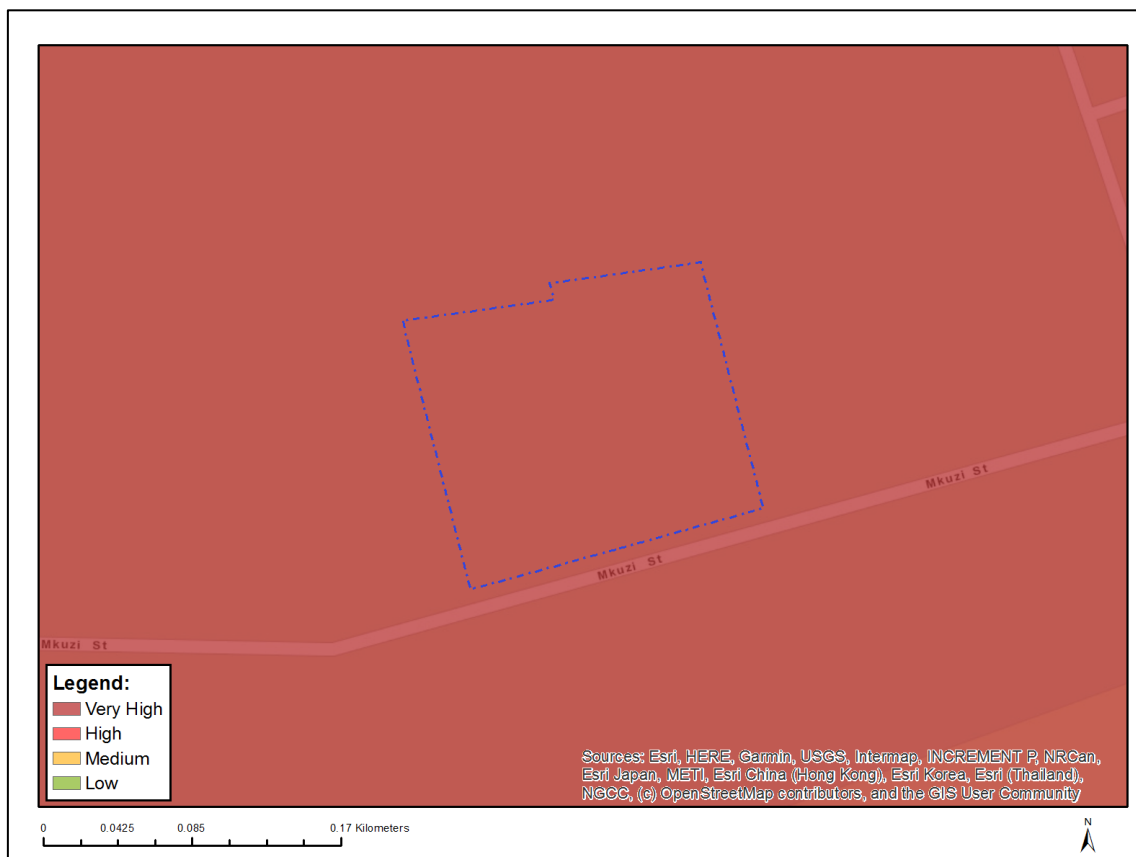 Mkuzi St
Mkuzi St
Mkuzi St
Legend:
Very High
High
Medium
Low
Sources: Esri, HERE, Garmin, USGS, Intermap, INCREMENT P, NRCan,
Esri Japan, METI, Esri China (Hong Kong), Esri Korea, Esri (Thailand),
NGCC, (c) OpenStreetMap contributors, and the GIS User Community
0 0.0425 0.085 0.17 Kilometers
N